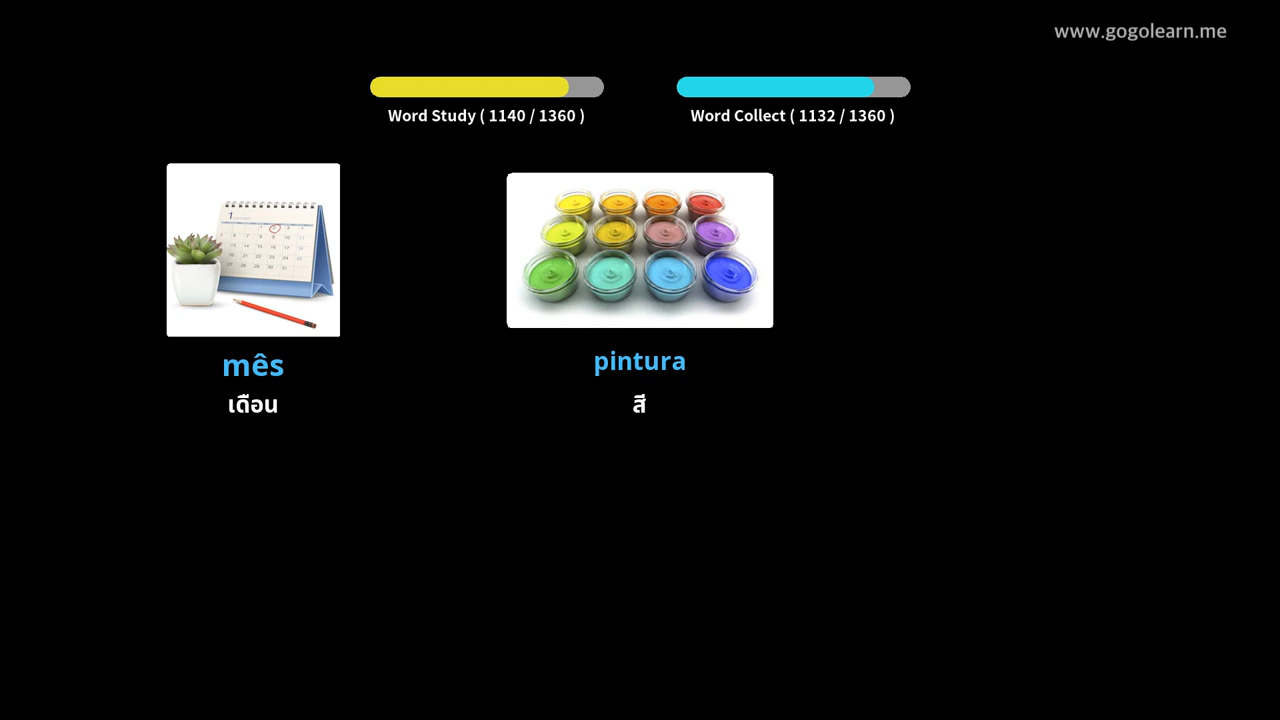 www.gogolearn.me
Word Study ( 1140 / 1360 )
Word Collect ( 1132 / 1360 )
mês
เดือน
pintura
สี